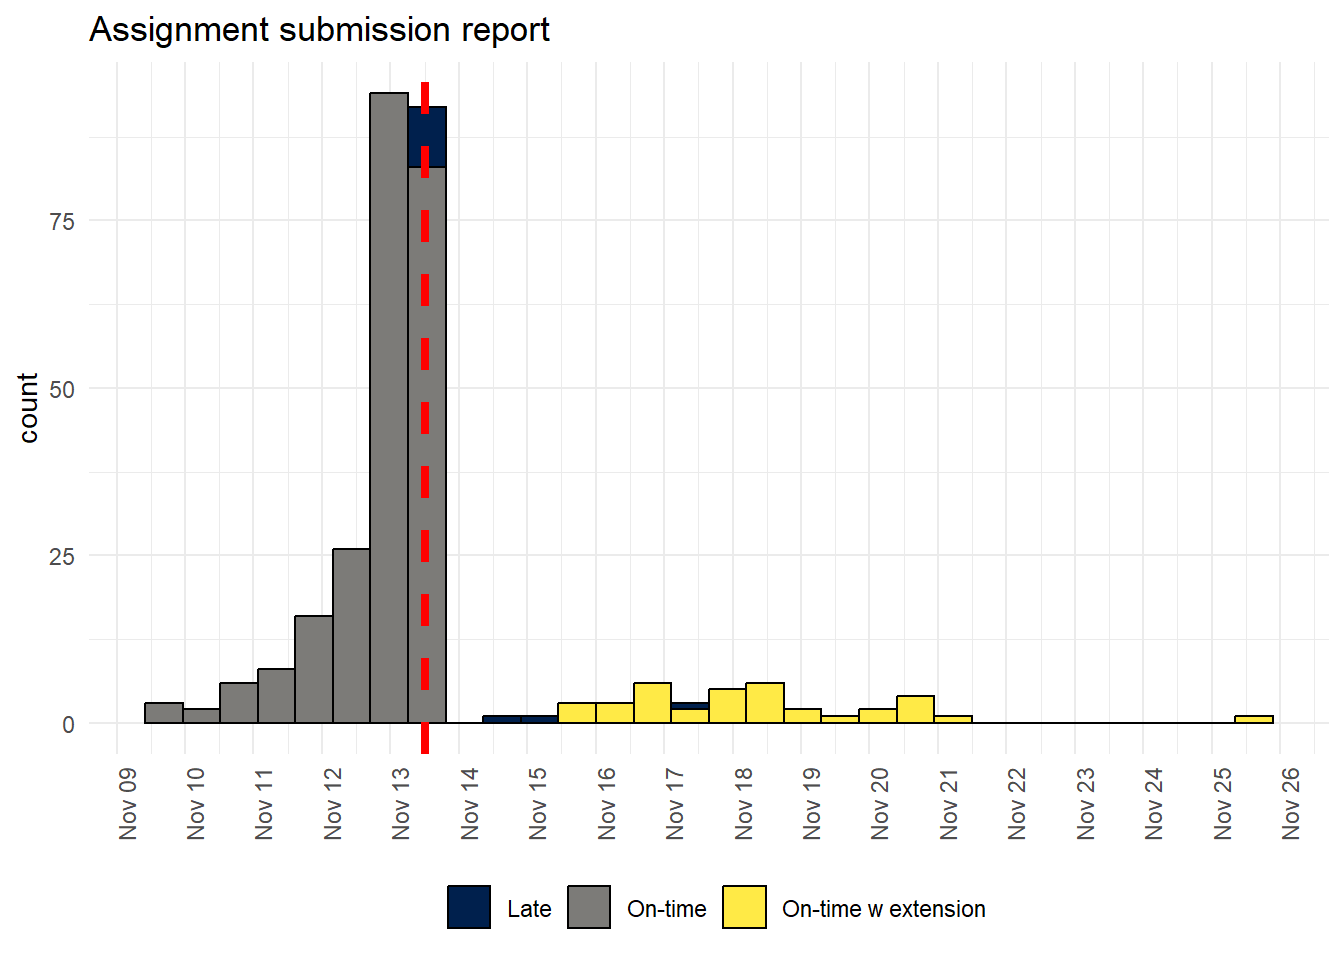 Assignment submission report
count
75
50
25
0
Nov 09
Nov 10
Nov 11
Nov 12
Nov 13
Nov 14
Nov 15
Nov 16
Nov 17
Nov 18
Nov 19
Nov 20
Nov 21
Nov 22
Nov 23
Nov 24
Nov 25
Nov 26
Late
On-time
On-time w extension